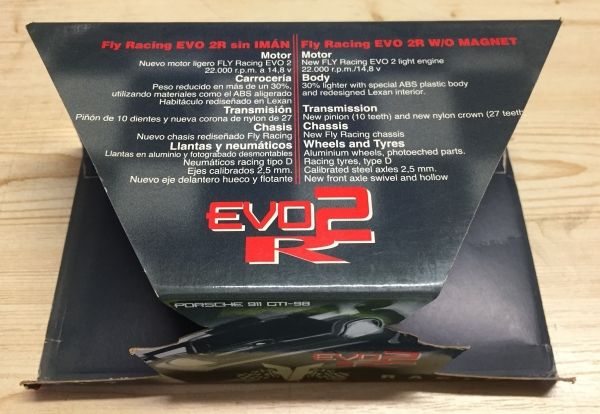 Fly Racing EVO 2R sin IMÁN
Motor
Nuevo motor ligero FLY Racing EVO 2
22.000 r.p.m. a 14,8 v
Carrocería
Peso reducido en mas de un 30%,
utilizando materiales como el ABS aligerado
Habitáculo rediseñado en Lexan
Transmisión
Piñón de 10 dientes y nueva corona de nylon de 27
Chasis
Nuevo chasis rediseñado Fly Racing
Llantas y neumáticos
Llantas en aluminio y fotograbado desmontables
Neumáticos racing tipo D
Ejes calibrados 2,5 mm.
Nuevo eje delantero hueco y flotante
Fly Racing EVO 2R W/O MAGNET
Motor
New FLY Racing EVO 2 light engine
22.000 r.p.m./14,8 v
Body
30% lighter with special ABS plastic body
and redesigned Lexan interior.
Transmission
New pinion (10 teeth) and new nylon crown (27 teeth
Chassis
New Fly Racing chassis
Wheels and Tyres
Aluminium wheels, photoeched parts.
Racing tyres, type D
Calibrated steel axles 2,5 mm.
New front axle swivel and hollow
EVO2
R
PORSCHE 911 GT1-98
EVO2